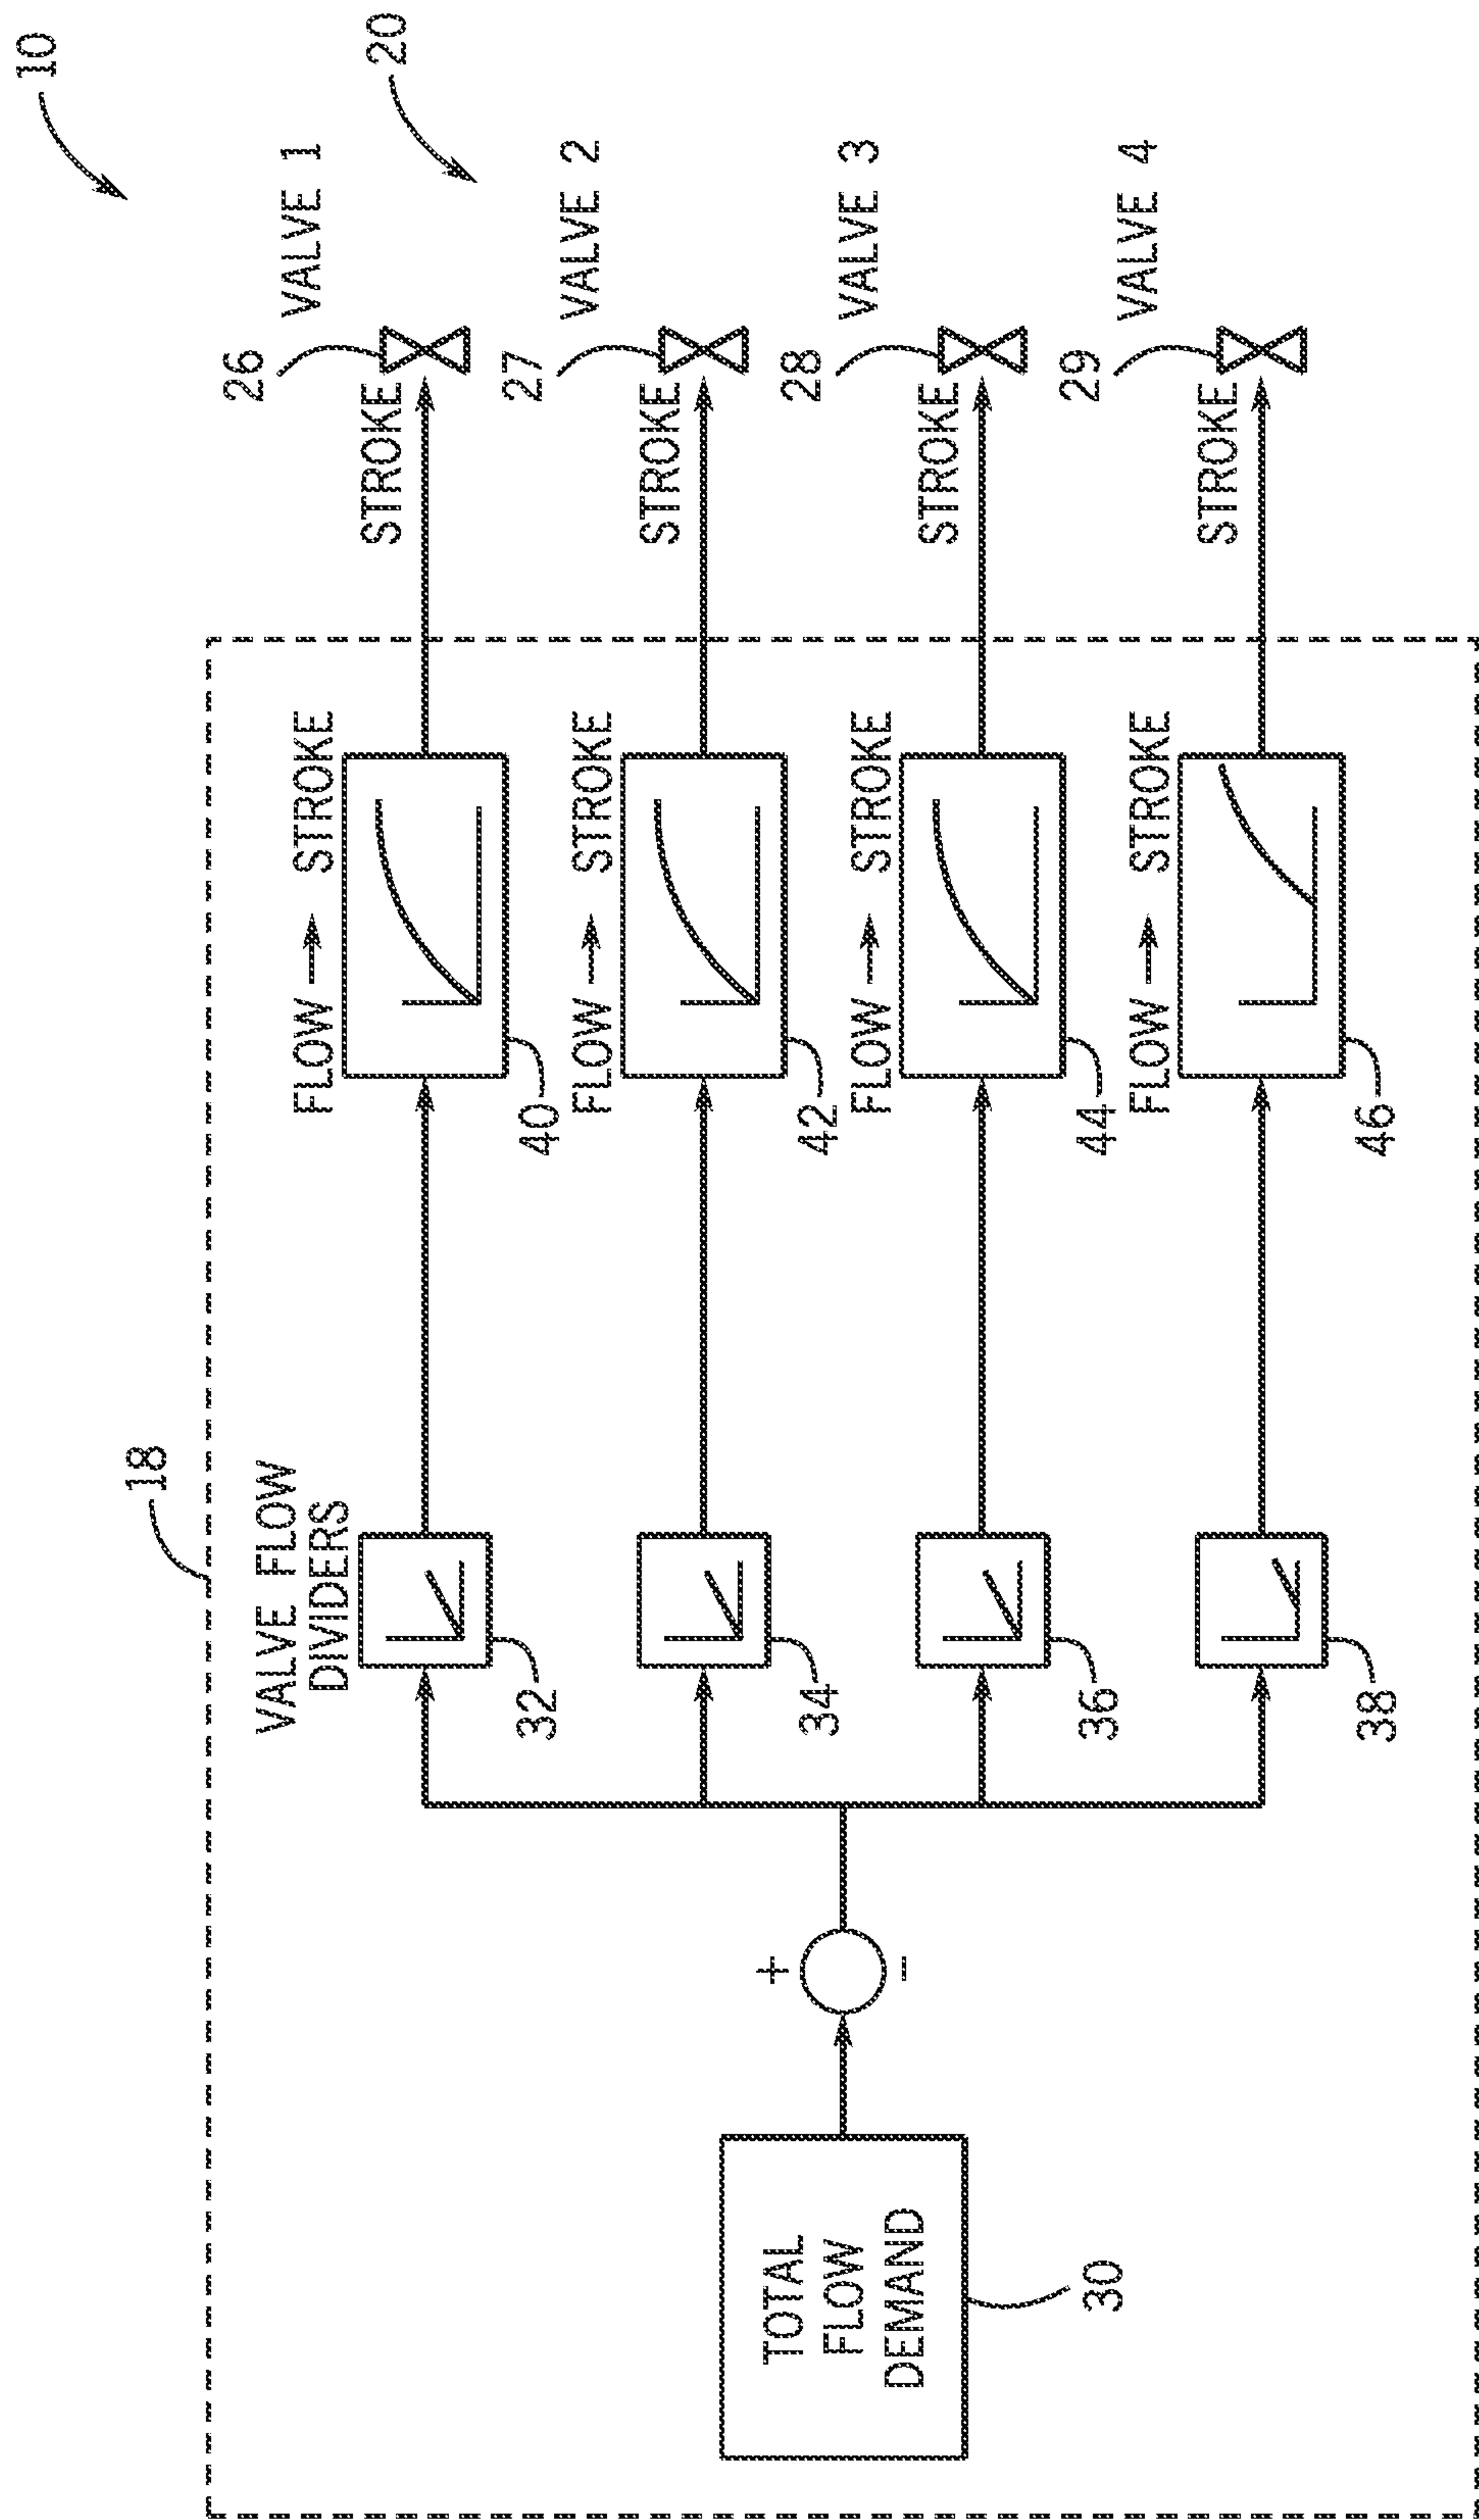 10
20
18
VALVE FLOW
DIVIDERS
FLOW → STROKE
STROKE
26
VALVE 1
32
40
FLOW → STROKE
STROKE
27
VALVE 2
34
42
FLOW → STROKE
STROKE
28
VALVE 3
36
44
FLOW → STROKE
STROKE
29
VALVE 4
38
46
+
−
TOTAL
FLOW
DEMAND
30